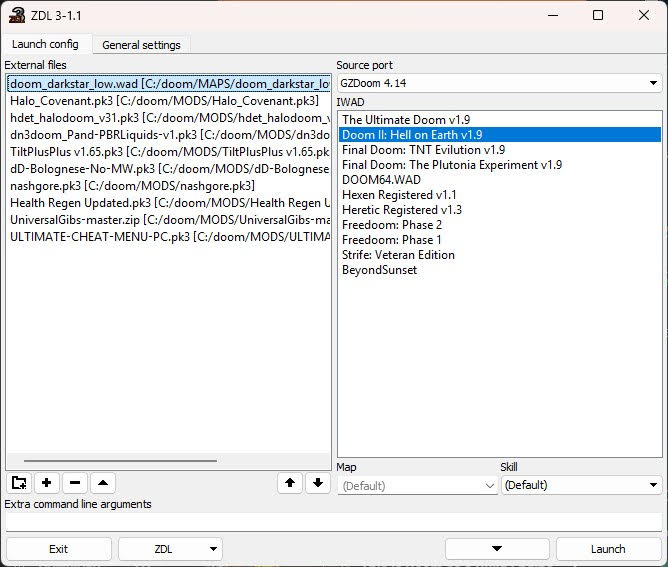 ZDL 3-1.1
Launch config
General settings
External files
doom_darkstar_low.wad [C:/doom/MAPS/doom_darkstar_lo
Halo_Covenant.pk3 [C:/doom/MODS/Halo_Covenant.pk3]
hdet_halodoom_v31.pk3 [C:/doom/MODS/hdet_halodoom_v
dn3doom_Pand-PBRLiquids-v1.pk3 [C:/doom/MODS/dn3doo
TiltPlusPlus v1.65.pk3 [C:/doom/MODS/TiltPlusPlus v1.65.pk
dD-Bolognese-No-MW.pk3 [C:/doom/MODS/dD-Bolognese
nashgore.pk3 [C:/doom/MODS/nashgore.pk3]
Health Regen Updated.pk3 [C:/doom/MODS/Health Regen U
UniversalGibs-master.zip [C:/doom/MODS/UniversalGibs-ma
ULTIMATE-CHEAT-MENU-PC.pk3 [C:/doom/MODS/ULTIMA
Source port
GZDoom 4.14
IWAD
The Ultimate Doom v1.9
Doom II: Hell on Earth v1.9
Final Doom: TNT Evilution v1.9
Final Doom: The Plutonia Experiment v1.9
DOOM64.WAD
Hexen Registered v1.1
Heretic Registered v1.3
Freedoom: Phase 2
Freedoom: Phase 1
Strife: Veteran Edition
BeyondSunset
Map
Skill
(Default)
(Default)
Extra command line arguments
Exit
ZDL
Launch